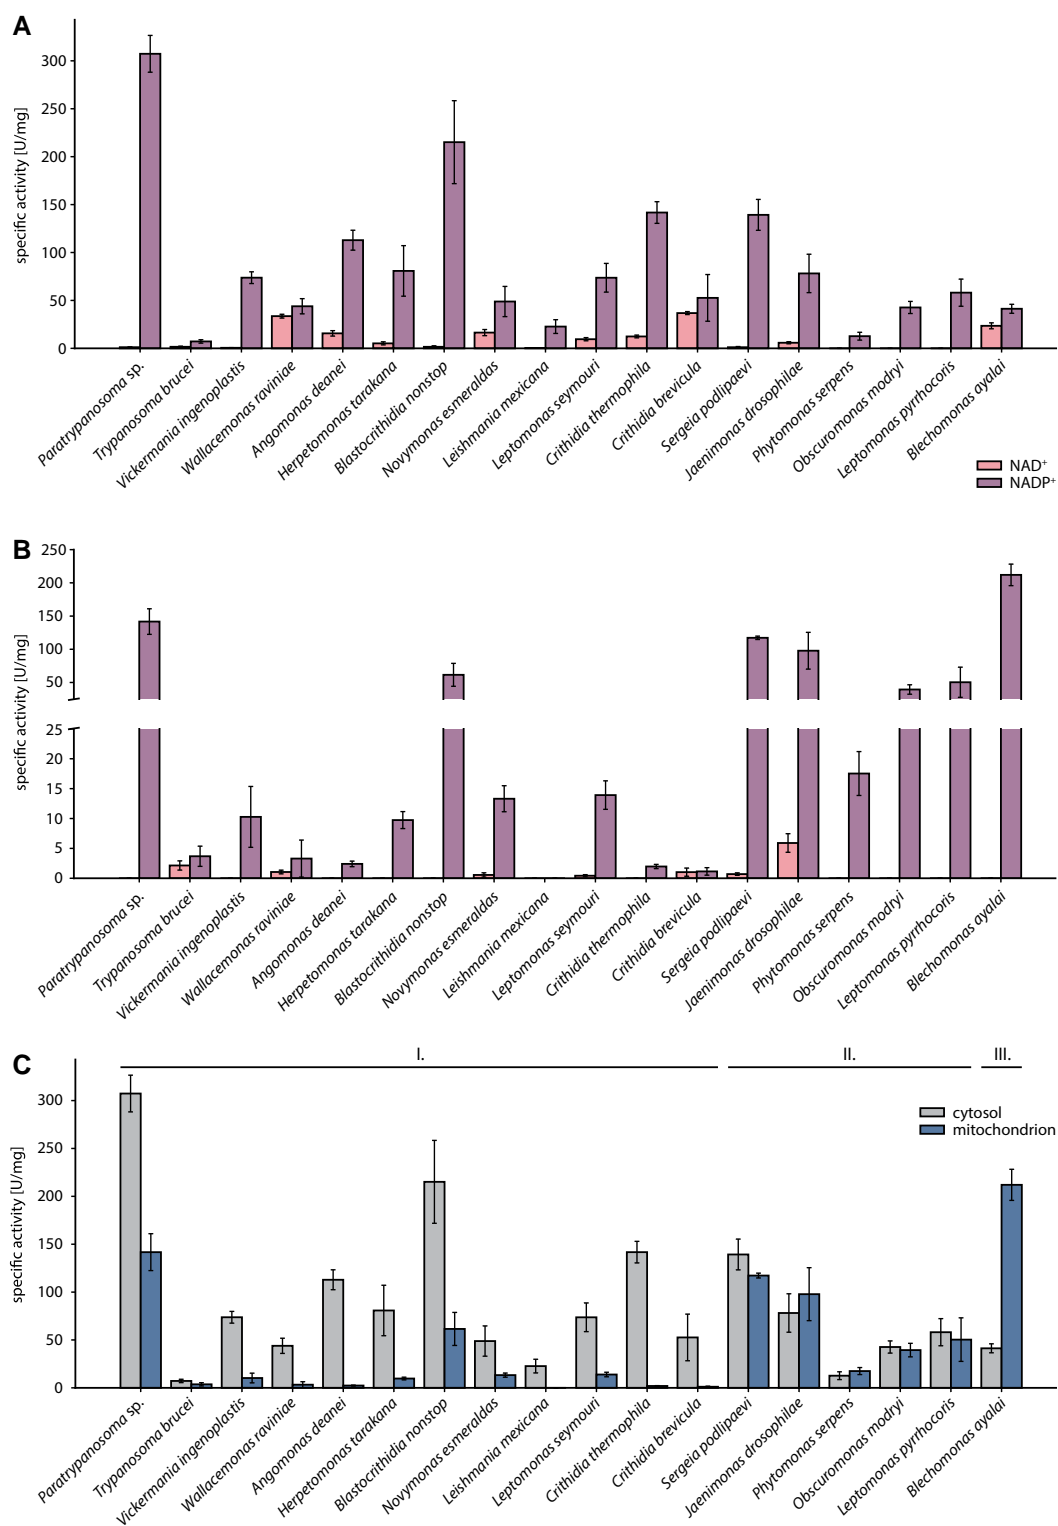 A
specific activity [U/mg]
300
250
200
150
100
50
0
Paratrypanosoma sp.
Trypanosoma brucei
Vickermania ingenoplastis
Wallacemonas raviniae
Angomonas deanei
Herpetomonas tarakana
Blastocrithidia nonstop
Novymonas esmeraldas
Leishmania mexicana
Leptomonas seymouri
Crithidia thermophila
Crithidia brevicula
Sergeia podlipaevi
Jaenimonas drosophilae
Phytomonas serpens
Obscuromonas modryi
Leptomonas pyrrhocoris
Blechomonas ayalai
NAD⁺
NADP⁺
B
specific activity [U/mg]
250
200
150
100
50
25
20
15
10
5
0
Paratrypanosoma sp.
Trypanosoma brucei
Vickermania ingenoplastis
Wallacemonas raviniae
Angomonas deanei
Herpetomonas tarakana
Blastocrithidia nonstop
Novymonas esmeraldas
Leishmania mexicana
Leptomonas seymouri
Crithidia thermophila
Crithidia brevicula
Sergeia podlipaevi
Jaenimonas drosophilae
Phytomonas serpens
Obscuromonas modryi
Leptomonas pyrrhocoris
Blechomonas ayalai
C
I.
II.
III.
cytosol
mitochondrion
specific activity [U/mg]
300
250
200
150
100
50
0
Paratrypanosoma sp.
Trypanosoma brucei
Vickermania ingenoplastis
Wallacemonas raviniae
Angomonas deanei
Herpetomonas tarakana
Blastocrithidia nonstop
Novymonas esmeraldas
Leishmania mexicana
Leptomonas seymouri
Crithidia thermophila
Crithidia brevicula
Sergeia podlipaevi
Jaenimonas drosophilae
Phytomonas serpens
Obscuromonas modryi
Leptomonas pyrrhocoris
Blechomonas ayalai